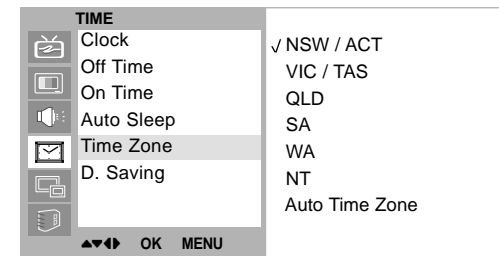 TIME
Clock
Off Time
On Time
Auto Sleep
Time Zone
D. Saving
OK MENU
√ NSW / ACT
VIC / TAS
QLD
SA
WA
NT
Auto Time Zone